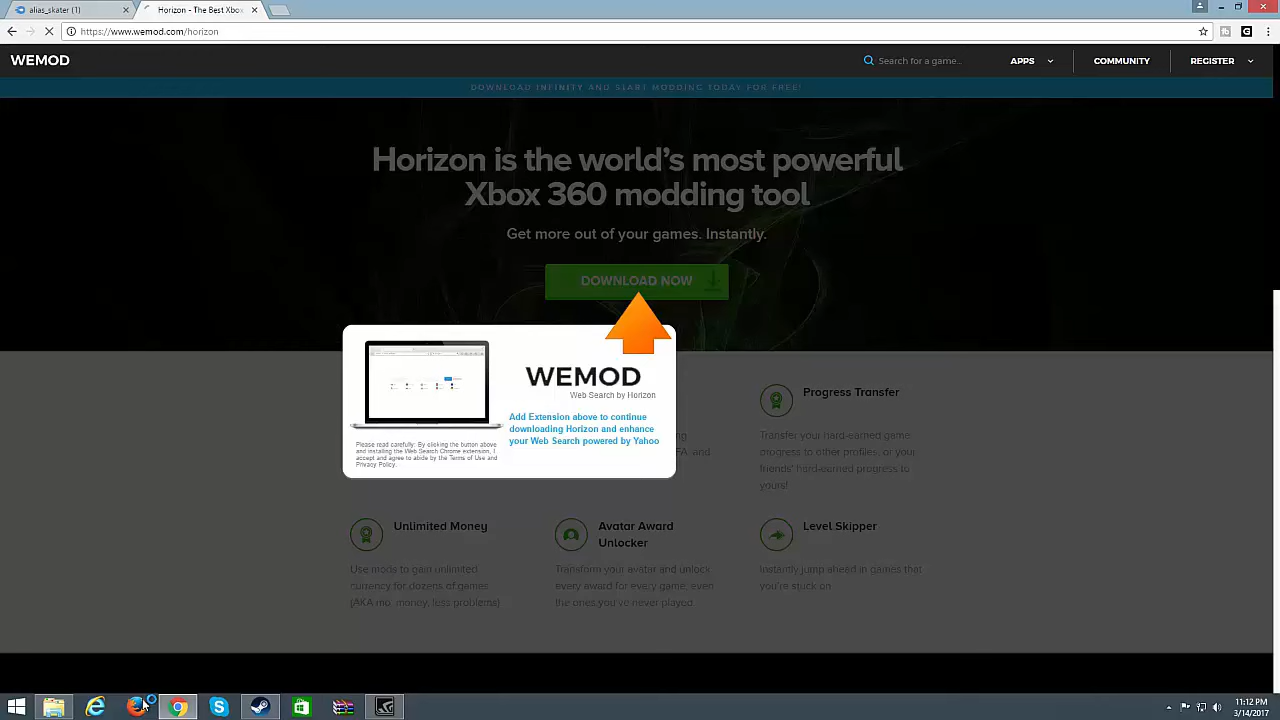 alias_skater (1)
Horizon - The Best Xbox
https://www.wemod.com/horizon
WEMOD
Search for a game...
APPS
COMMUNITY
REGISTER
DOWNLOAD INFINITY AND START MODDING TODAY FOR FREE!
Horizon is the world's most powerful
Xbox 360 modding tool
Get more out of your games. Instantly.
DOWNLOAD NOW
WEMOD
Web Search by Horizon
Add Extension above to continue
downloading Horizon and enhance
your Web Search powered by Yahoo
Please read carefully: By clicking the button above
and installing the Web Search Chrome extension, I
accept and agree to abide by the Terms of Use and
Privacy Policy.
Progress Transfer
Transfer your hard-earned game
progress to other profiles, or your
friends' hard-earned progress to
yours!
and
Unlimited Money
Use mods to gain unlimited
currency for dozens of games
(AKA mo. money, less problems)
Avatar Award
Unlocker
Transform your avatar and unlock
every award for every game, even
the ones you've never played.
Level Skipper
Instantly jump ahead in games that
you're stuck on
11:12 PM
3/14/2017